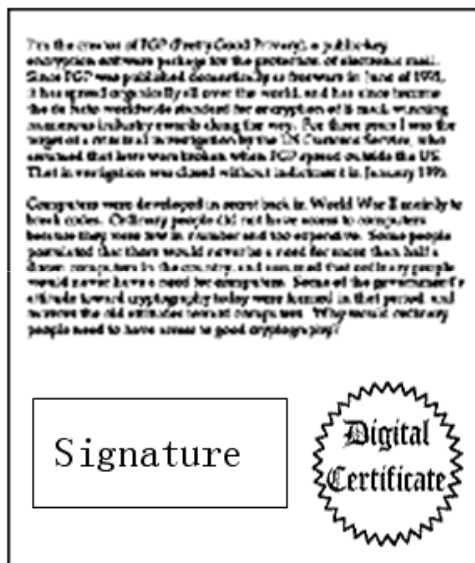 I'm the creator of PGP (Pretty Good Privacy), a public-key
encryption software package for the protection of electronic mail.
Since PGP was published domestically as freeware in June of 1991,
it has spread organically all over the world, and has since become
the de facto worldwide standard for encryption of E-mail, winning
numerous industry awards along the way. For three years I was the
target of a criminal investigation by the US Customs Service, who
assumed that laws were broken when PGP spread outside the US.
That investigation was closed without indictment in January 1996.
Computers were developed in secret back in World War II mainly to
break codes. Ordinary people did not have access to computers
because they were few in number and too expensive. Some people
postulated that there would never be a need for more than half a
dozen computers in the country, and assumed that ordinary people
would never have a need for computers. Some of the government's
attitude toward cryptography today were formed in that period, and
mirrors the old attitudes toward computers. Why would ordinary
people need to have access to good cryptography?
Signature
Digital
Certificate